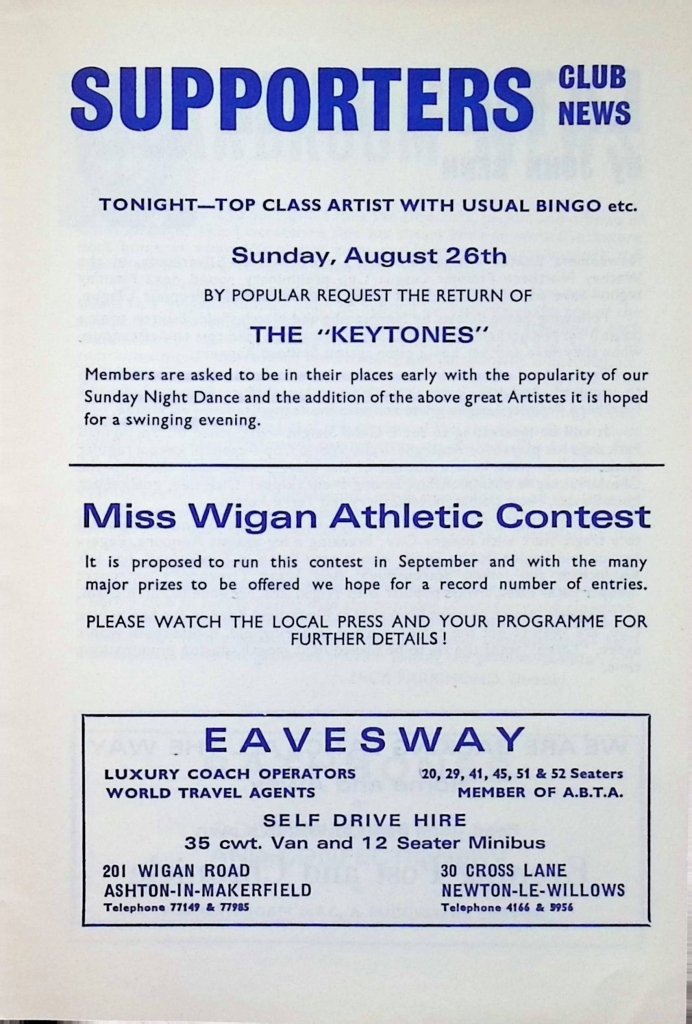 SUPPORTERS CLUB NEWS
TONIGHT—TOP CLASS ARTIST WITH USUAL BINGO etc.
Sunday, August 26th
BY POPULAR REQUEST THE RETURN OF
THE "KEYTONES"
Members are asked to be in their places early with the popularity of our
Sunday Night Dance and the addition of the above great Artistes it is hoped
for a swinging evening.
Miss Wigan Athletic Contest
It is proposed to run this contest in September and with the many
major prizes to be offered we hope for a record number of entries.
PLEASE WATCH THE LOCAL PRESS AND YOUR PROGRAMME FOR
FURTHER DETAILS!
EAVESWAY
LUXURY COACH OPERATORS 20, 29, 41, 45, 51 & 52 Seaters
WORLD TRAVEL AGENTS MEMBER OF A.B.T.A.
SELF DRIVE HIRE
35 cwt. Van and 12 Seater Minibus
201 WIGAN ROAD 30 CROSS LANE
ASHTON-IN-MAKERFIELD NEWTON-LE-WILLOWS
Telephone 77149 & 77985 Telephone 4166 & 5956